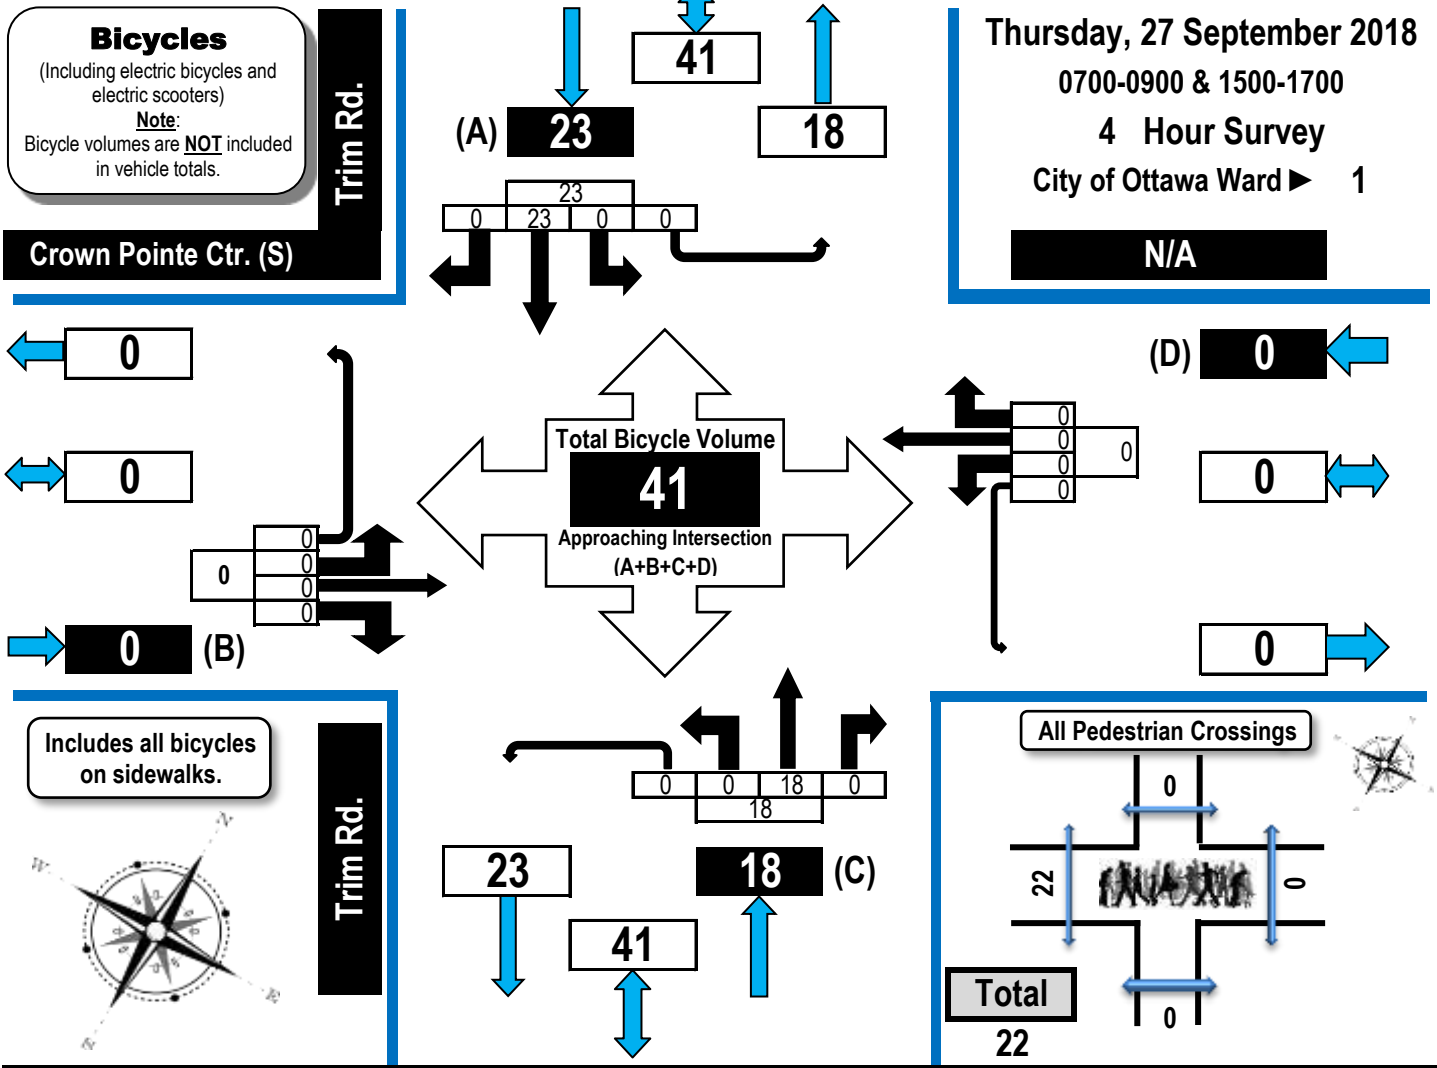 Bicycles
(Including electric bicycles and
electric scooters)
Note:
Bicycle volumes are NOT included
in vehicle totals.
Trim Rd.
Crown Pointe Ctr. (S)
41
(A) 23
18
23
0 23 0 0
Thursday, 27 September 2018
0700-0900 & 1500-1700
4 Hour Survey
City of Ottawa Ward ► 1
N/A
0
0
0
0
0
0
0
0 (B)
Total Bicycle Volume
41
Approaching Intersection
(A+B+C+D)
(D) 0
0
0
0
0
0
0
0
Includes all bicycles
on sidewalks.
N
W
E
S
Trim Rd.
0 0 18 0
18
23
18 (C)
41
All Pedestrian Crossings
0
22
0
0
Total
22